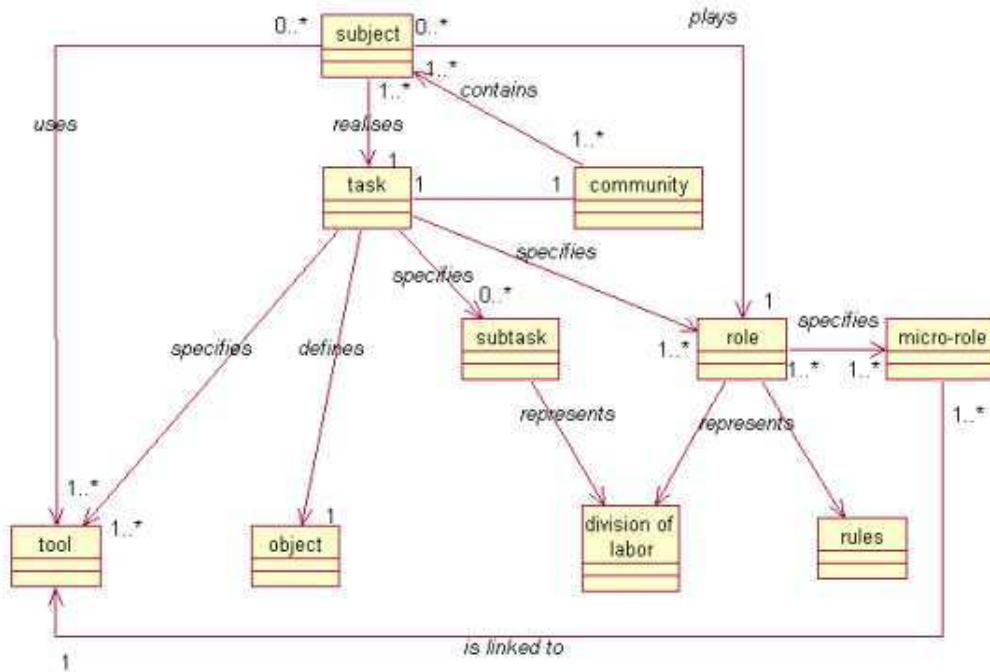 plays
0..*
subject
0..*
1..*
contains
1..*
uses
realises
1..*
1
task
1
1
community
specifies
specifies
0..*
1
specifies
specifies
defines
subtask
1..*
role
1..*
1..*
micro-role
represents
represents
1..*
1..*
1..*
tool
1
object
division of
labor
rules
is linked to
1